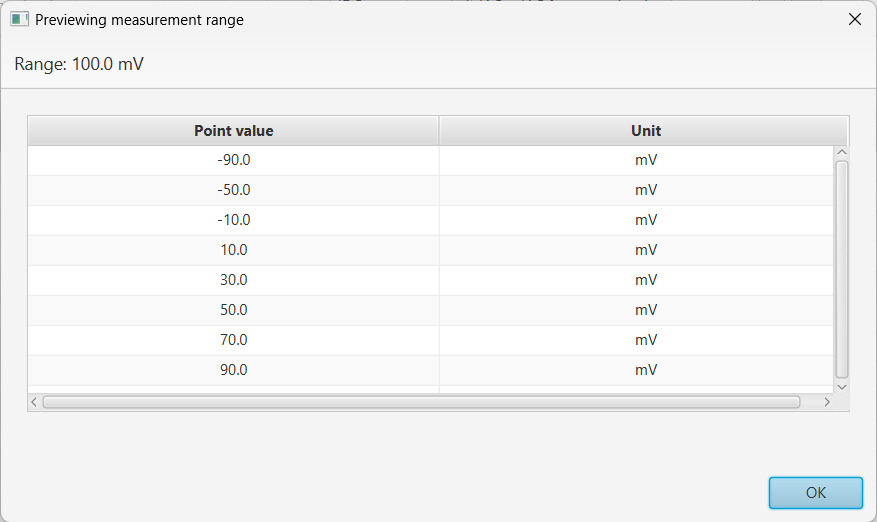 Previewing measurement range
Range: 100.0 mV
Point value Unit
-90.0 mV
-50.0 mV
-10.0 mV
10.0 mV
30.0 mV
50.0 mV
70.0 mV
90.0 mV
OK